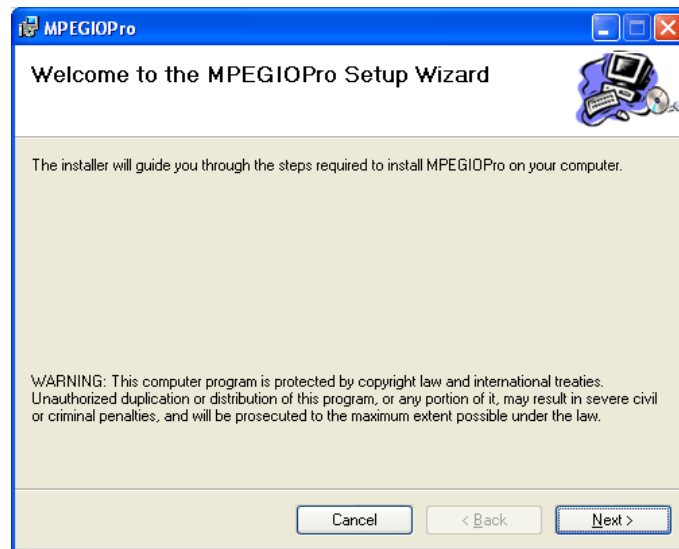 MPEGIOPro
Welcome to the MPEGIOPro Setup Wizard
The installer will guide you through the steps required to install MPEGIOPro on your computer.
WARNING: This computer program is protected by copyright law and international treaties.
Unauthorized duplication or distribution of this program, or any portion of it, may result in severe civil
or criminal penalties, and will be prosecuted to the maximum extent possible under the law.
Cancel
< Back
Next >